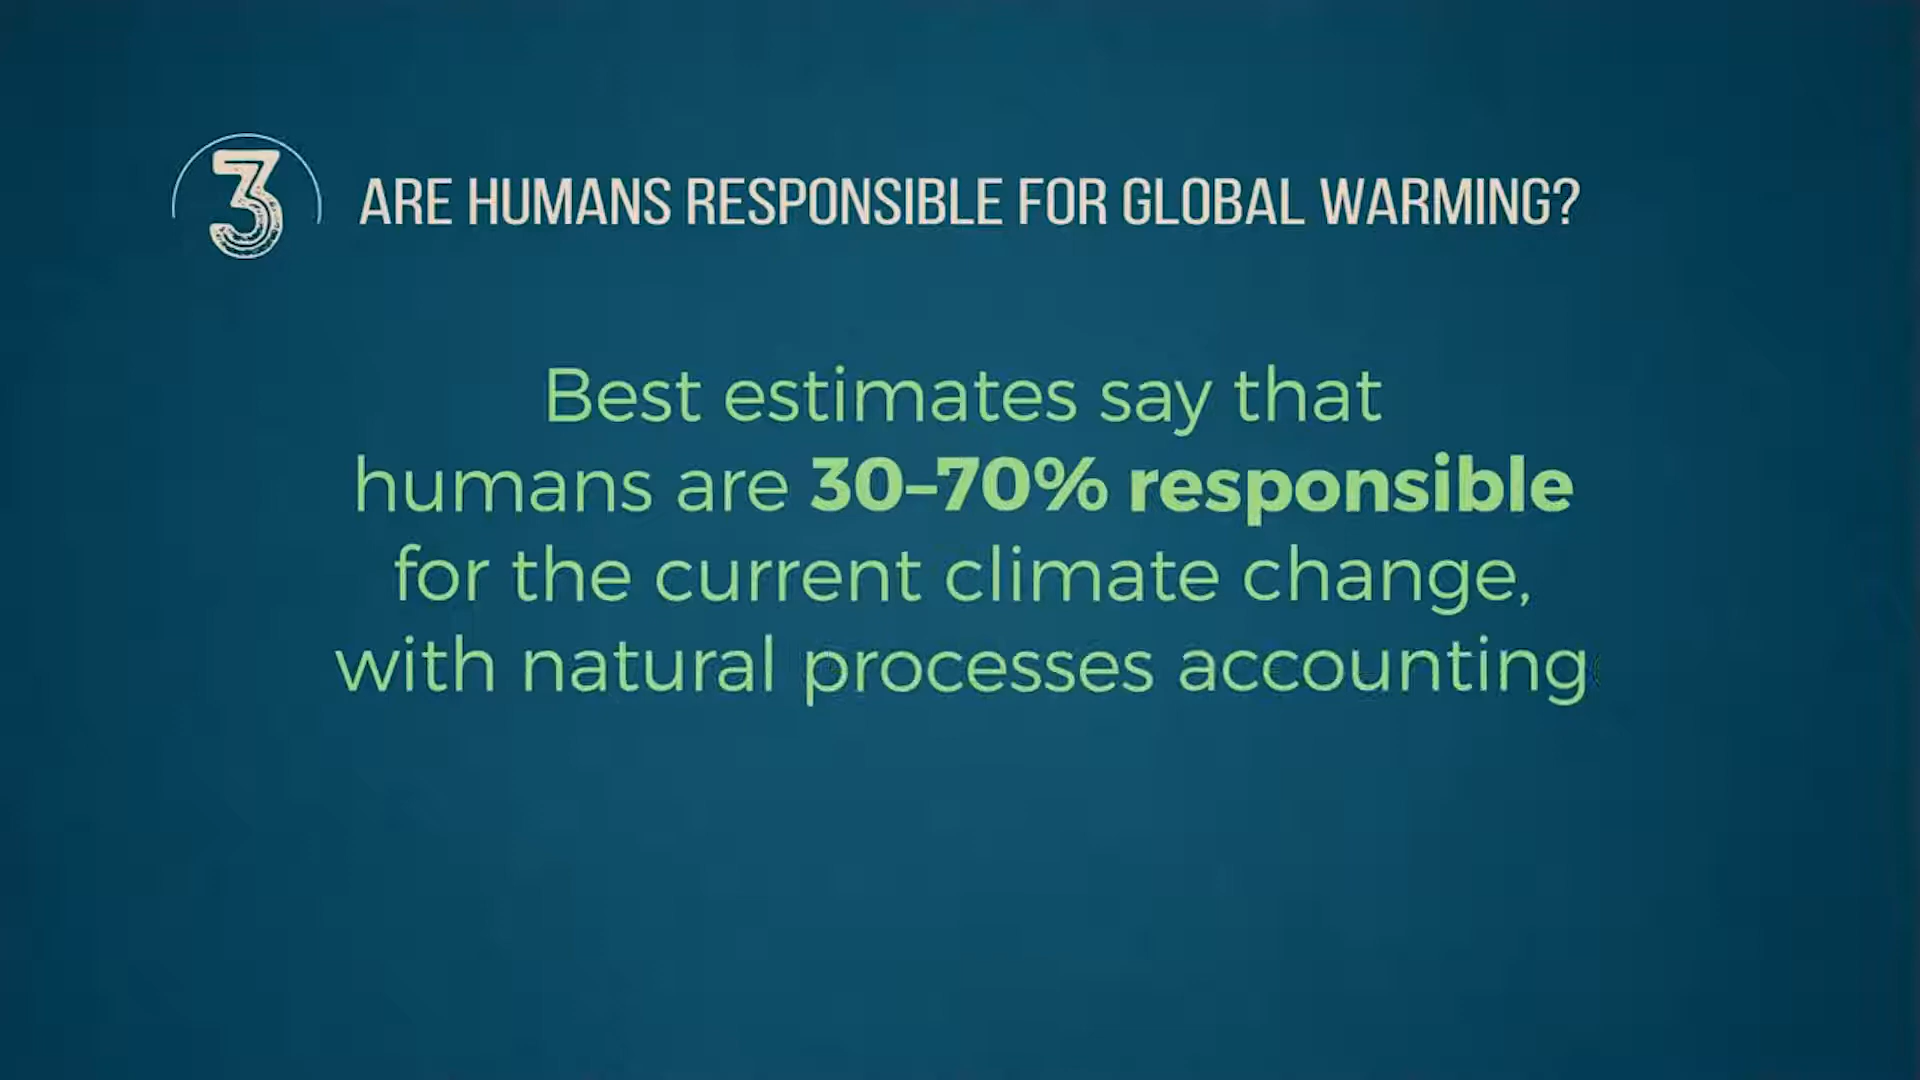 3 ARE HUMANS RESPONSIBLE FOR GLOBAL WARMING?
Best estimates say that
humans are 30–70% responsible
for the current climate change,
with natural processes accounting